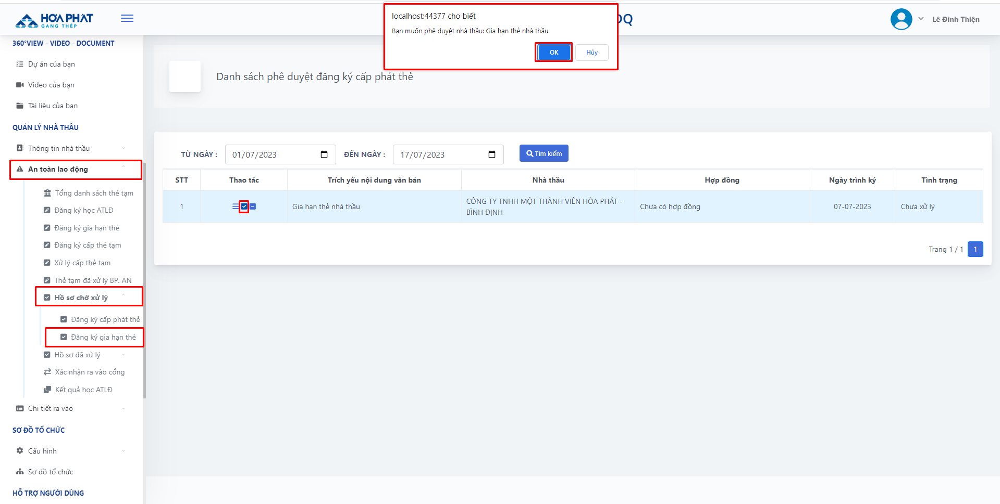 HÒA PHÁT
GANG THÉP
localhost:44377 cho biết
Bạn muốn phê duyệt nhà thầu: Gia hạn thẻ nhà thầu
OK
Hủy
DQ
Lê Đình Thiện
360°VIEW - VIDEO - DOCUMENT
Dự án của bạn
Video của bạn
Tài liệu của bạn
QUẢN LÝ NHÀ THẦU
Thông tin nhà thầu
An toàn lao động
Tổng danh sách thẻ tạm
Đăng ký học ATLĐ
Đăng ký gia hạn thẻ
Đăng ký cấp thẻ tạm
Xử lý cấp thẻ tạm
Thẻ tạm đã xử lý BP. AN
Hồ sơ chờ xử lý
Đăng ký cấp phát thẻ
Đăng ký gia hạn thẻ
Hồ sơ đã xử lý
Xác nhận ra vào cổng
Kết quả học ATLĐ
Chi tiết ra vào
SƠ ĐỒ TỔ CHỨC
Cấu hình
Sơ đồ tổ chức
HỖ TRỢ NGƯỜI DÙNG
Danh sách phê duyệt đăng ký cấp phát thẻ
TỪ NGÀY : 01/07/2023 ĐẾN NGÀY : 17/07/2023 Tìm kiếm
STT Thao tác Trích yếu nội dung văn bản Nhà thầu Hợp đồng Ngày trình ký Tình trạng
1 Gia hạn thẻ nhà thầu CÔNG TY TNHH MỘT THÀNH VIÊN HÒA PHÁT - Chưa có hợp đồng 07-07-2023 Chưa xử lý
BÌNH ĐỊNH
Trang 1 / 1 1